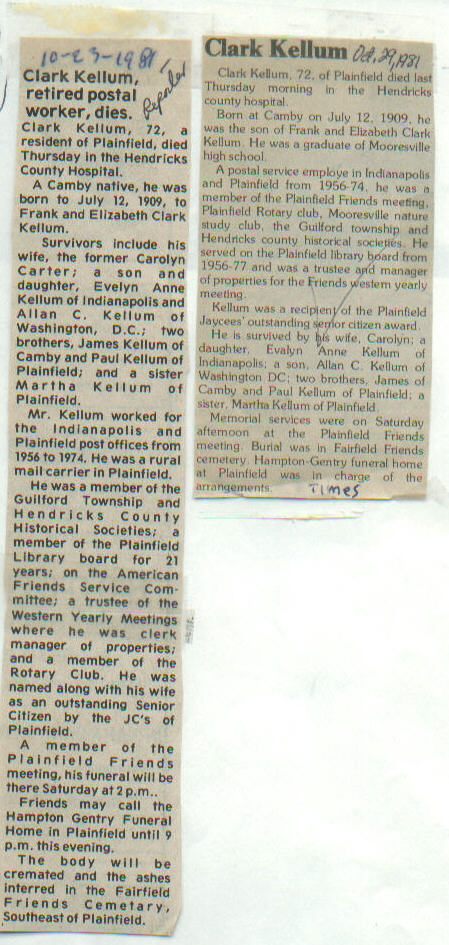 10-23-1981
Reporter
Clark Kellum,
retired postal
worker, dies.
Clark Kellum, 72, a
resident of Plainfield, died
Thursday in the Hendricks
County Hospital.
A Camby native, he was
born to July 12, 1909, to
Frank and Elizabeth Clark
Kellum.
Survivors include his
wife, the former Carolyn
Carter; a son and
daughter, Evelyn Anne
Kellum of Indianapolis and
Allan C. Kellum of
Washington, D.C.; two
brothers, James Kellum of
Camby and Paul Kellum of
Plainfield; and a sister
Martha Kellum of
Plainfield.
Mr. Kellum worked for
the Indianapolis and
Plainfield post offices from
1956 to 1974. He was a rural
mail carrier in Plainfield.
He was a member of the
Guilford Township and
Hendricks County
Historical Societies; a
member of the Plainfield
Library board for 21
years; on the American
Friends Service Com-
mittee; a trustee of the
Western Yearly Meetings
where he was clerk
manager of properties;
and a member of the
Rotary Club. He was
named along with his wife
as an outstanding Senior
Citizen by the JC's of
Plainfield.
A member of the
Plainfield Friends
meeting, his funeral will be
there Saturday at 2 p.m..
Friends may call the
Hampton Gentry Funeral
Home in Plainfield until 9
p.m. this evening.
The body will be
cremated and the ashes
interred in the Fairfield
Friends Cemetary,
Southeast of Plainfield.
Clark Kellum Oct, 29, 1981
Clark Kellum, 72, of Plainfield died last
Thursday morning in the Hendricks
county hospital.
Born at Camby on July 12, 1909, he
was the son of Frank and Elizabeth Clark
Kellum. He was a graduate of Mooresville
high school.
A postal service employe in Indianapolis
and Plainfield from 1956-74, he was a
member of the Plainfield Friends meeting,
Plainfield Rotary club, Mooresville nature
study club, the Guilford township and
Hendricks county historical societies. He
served on the Plainfield library board from
1956-77 and was a trustee and manager
of properties for the Friends western yearly
meeting.
Kellum was a recipient of the Plainfield
Jaycees' outstanding senior citizen award.
He is survived by his wife, Carolyn; a
daughter, Evalyn Anne Kellum of
Indianapolis; a son, Allan C. Kellum of
Washington DC; two brothers, James of
Camby and Paul Kellum of Plainfield; a
sister, Martha Kellum of Plainfield.
Memorial services were on Saturday
afternoon at the Plainfield Friends
meeting. Burial was in Fairfield Friends
cemetery. Hampton-Gentry funeral home
at Plainfield was in charge of the
arrangements.
Times